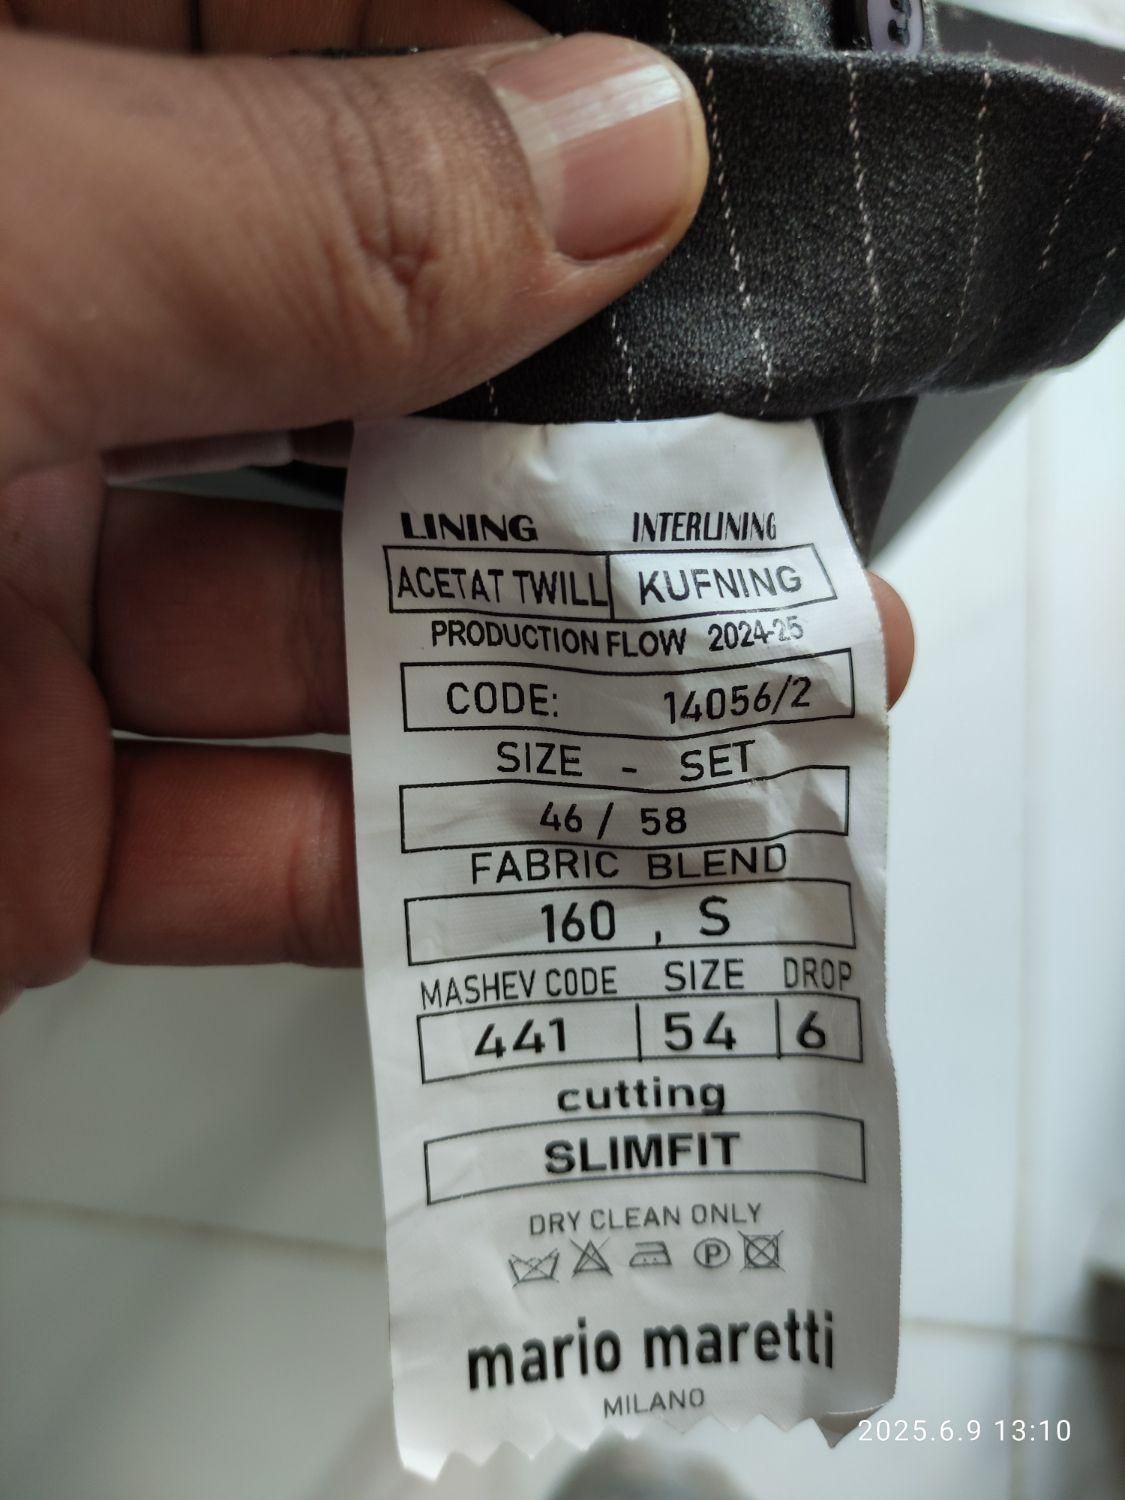 LINING INTERLINING
ACETAT TWILL KUFNING
PRODUCTION FLOW 2024-25
CODE: 14056/2
SIZE - SET
46 / 58
FABRIC BLEND
160 , S
MASHEV CODE SIZE DROP
441 54 6
cutting
SLIMFIT
DRY CLEAN ONLY
P
mario maretti
MILANO
2025.6.9 13:10